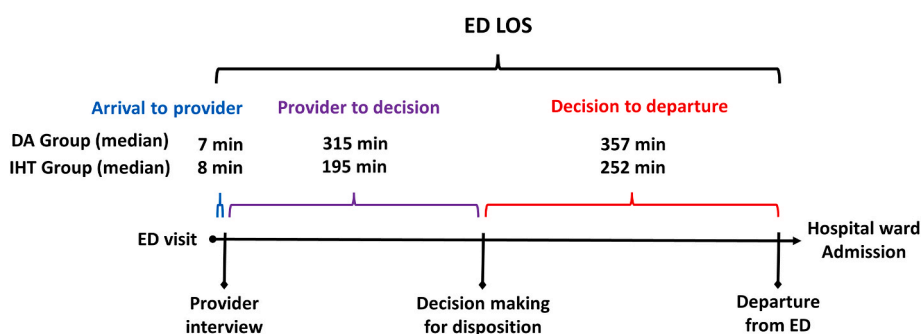 ED LOS
Arrival to provider Provider to decision Decision to departure
DA Group (median) 7 min 315 min 357 min
IHT Group (median) 8 min 195 min 252 min
ED visit
Hospital ward
Admission
Provider
interview
Decision making
for disposition
Departure
from ED